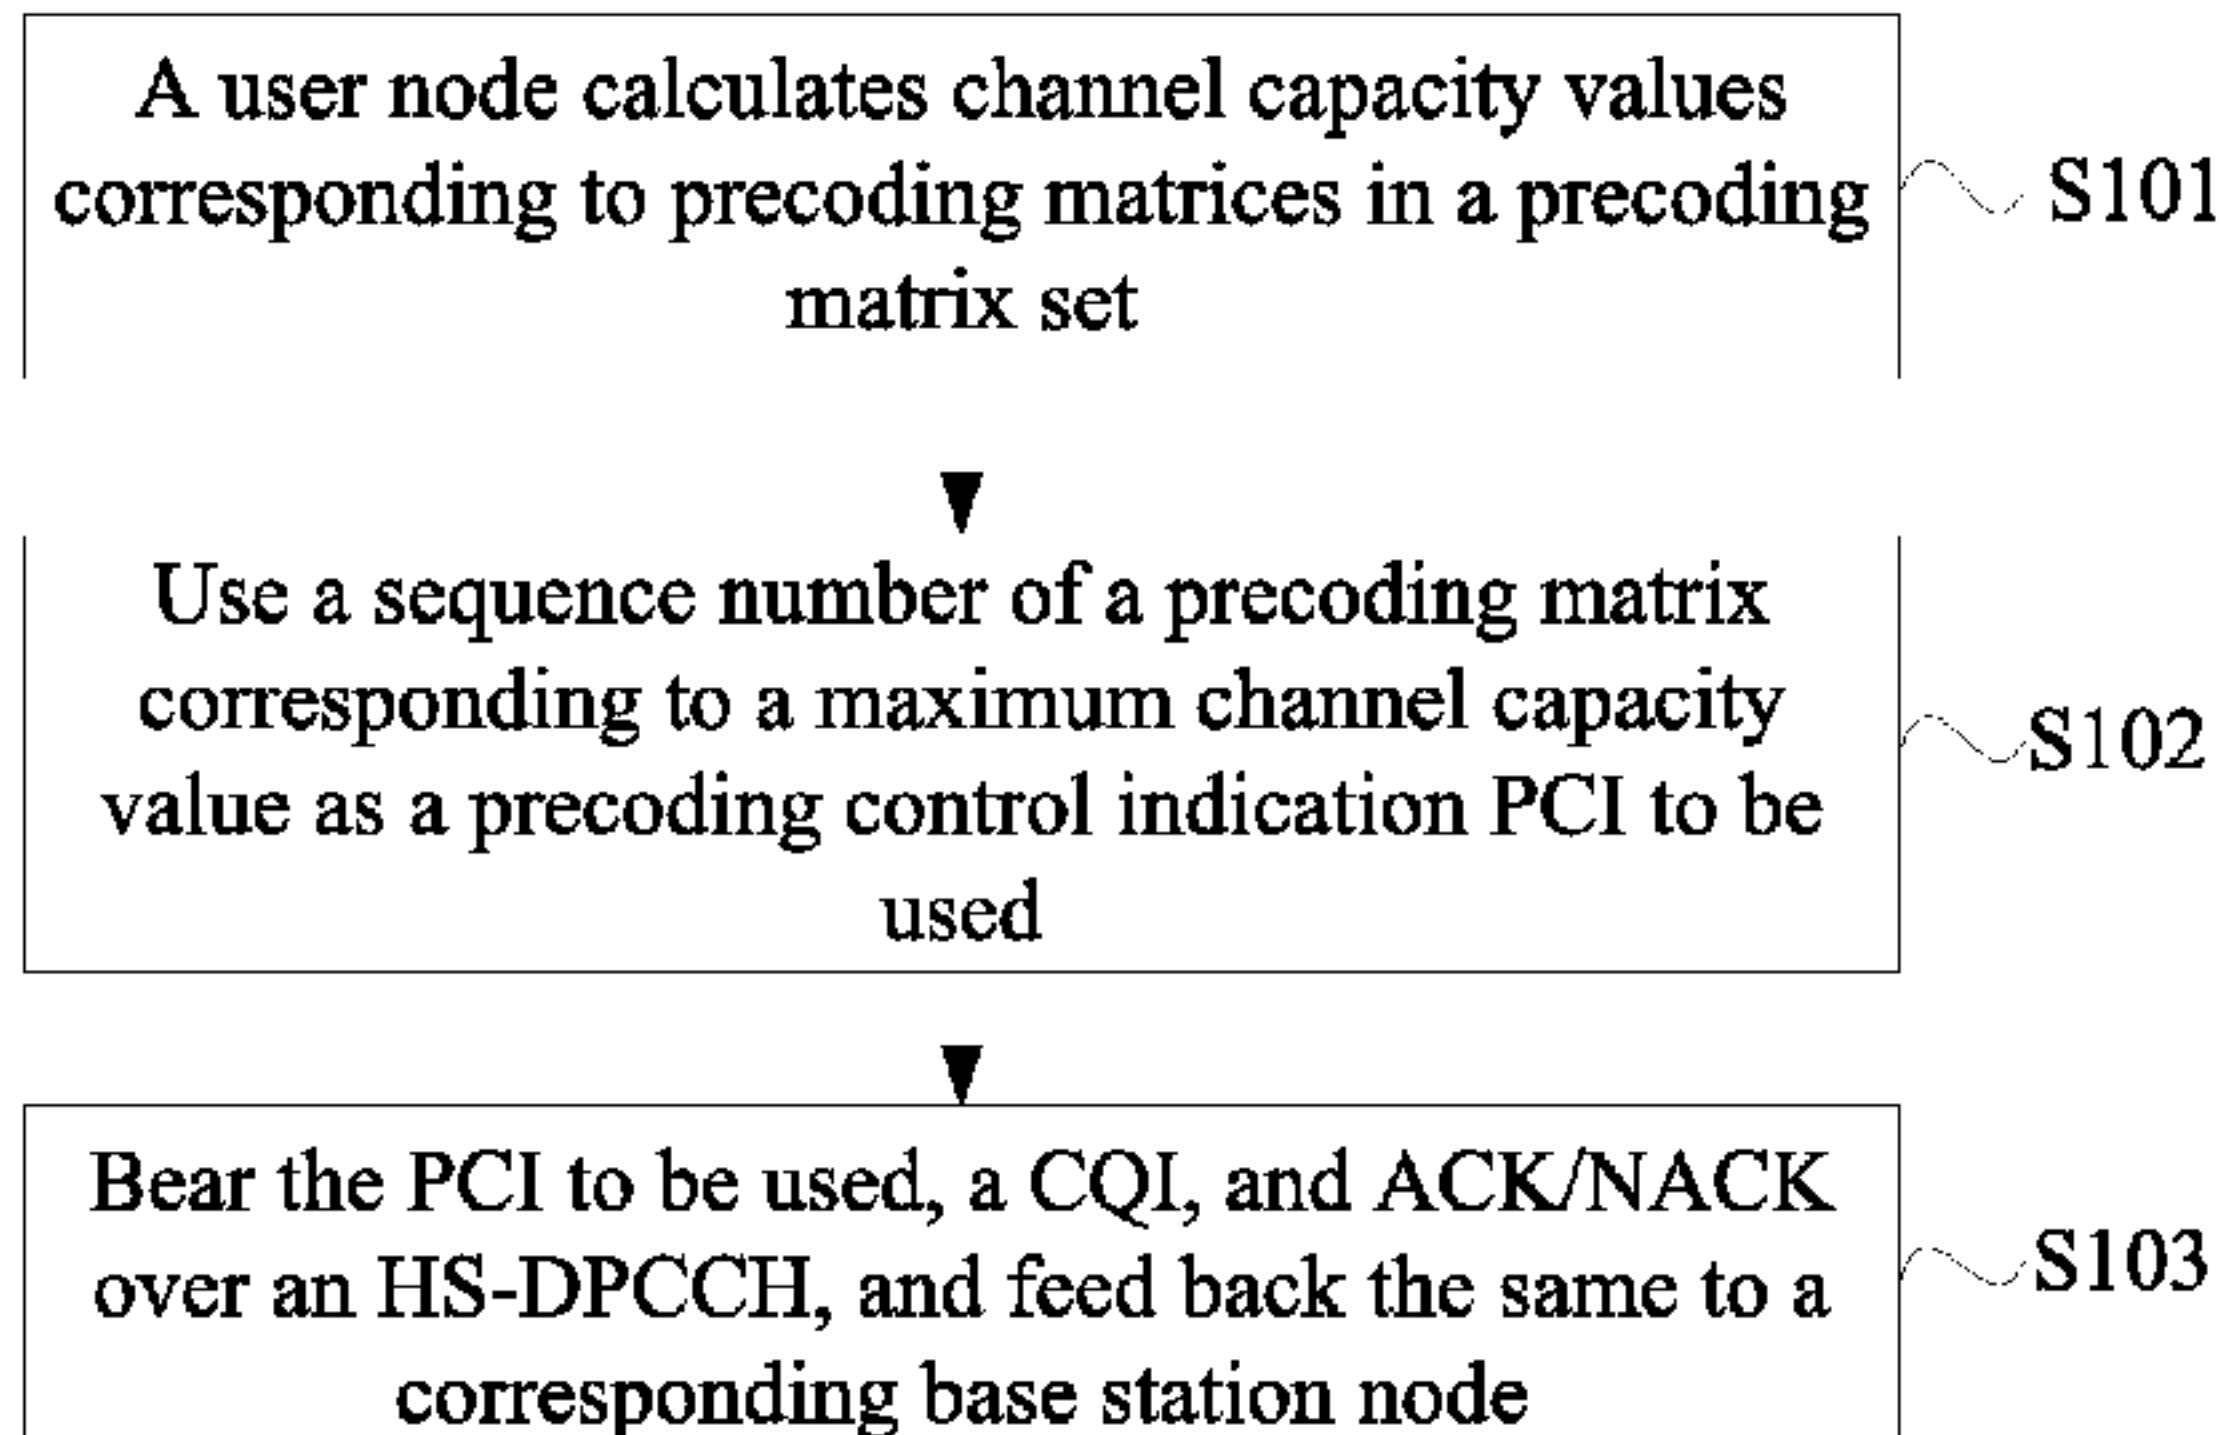 A user node calculates channel capacity values
corresponding to precoding matrices in a precoding
matrix set
S101
Use a sequence number of a precoding matrix
corresponding to a maximum channel capacity
value as a precoding control indication PCI to be
used
S102
Bear the PCI to be used, a CQI, and ACK/NACK
over an HS-DPCCH, and feed back the same to a
corresponding base station node
S103